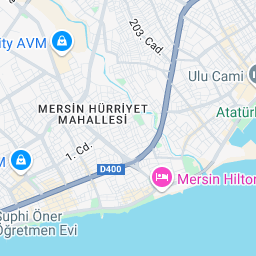 203. Cad.
ity AVM
Ulu Cami
MERSİN HÜRRİYET
MAHALLESİ
Atatürk
1. Cd.
M
D400
Mersin Hilton
Suphi Öner
Öğretmen Evi